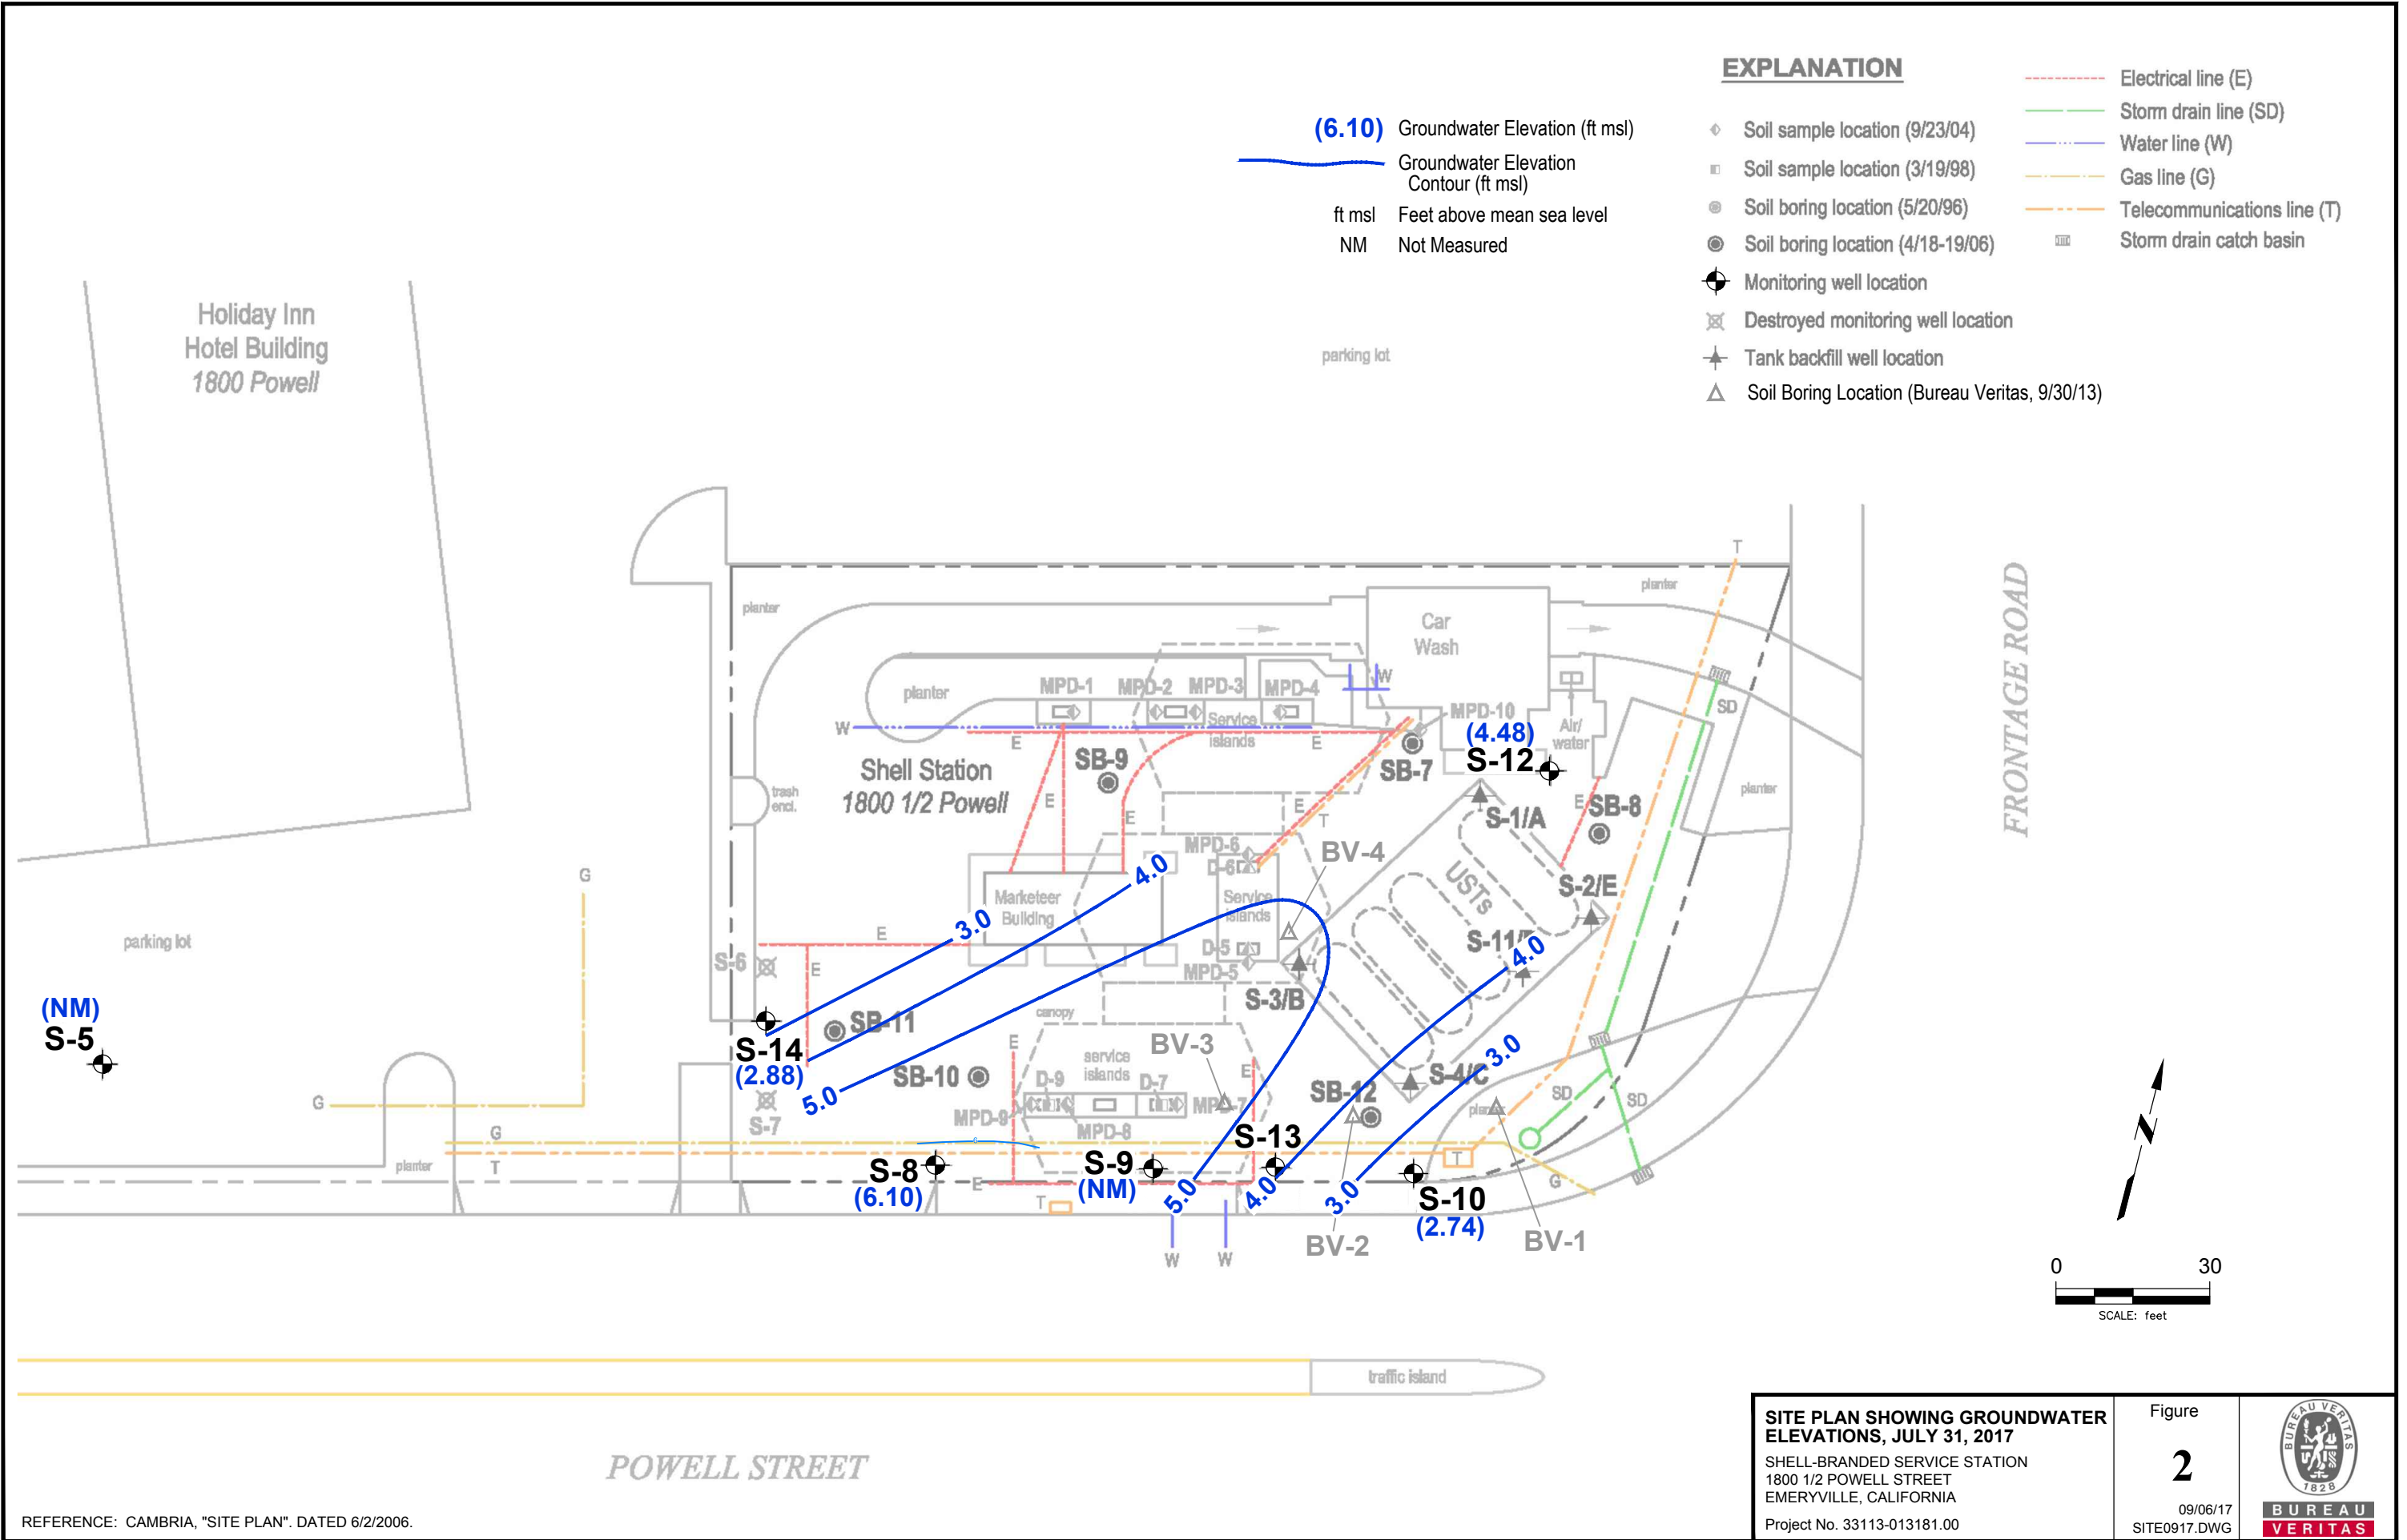 EXPLANATION
(6.10) Groundwater Elevation (ft msl)
Groundwater Elevation
Contour (ft msl)
ft msl Feet above mean sea level
NM Not Measured
Soil sample location (9/23/04)
Soil sample location (3/19/98)
Soil boring location (5/20/96)
Soil boring location (4/18-19/06)
Monitoring well location
Destroyed monitoring well location
Tank backfill well location
Soil Boring Location (Bureau Veritas, 9/30/13)
Electrical line (E)
Storm drain line (SD)
Water line (W)
Gas line (G)
Telecommunications line (T)
Storm drain catch basin
Holiday Inn
Hotel Building
1800 Powell
parking lot
FRONTAGE ROAD
T
planter
planter
Car
Wash
planter
MPD-1
MPD-2
MPD-3
MPD-4
W
Service
islands
W
E
E
MPD-10
(4.48)
S-12
Air/
water
SD
planter
Shell Station
1800 1/2 Powell
SB-9
SB-7
trash
encl.
E
E
E
T
S-1/A
E
SB-8
MPD-6
D-6
BV-4
4.0
USTs
S-2/E
G
Marketeer
Building
Service
islands
3.0
E
D-5
MPD-5
4.0
parking lot
S-6
E
S-3/B
(NM)
S-5
SB-11
canopy
S-14
(2.88)
E
service
islands
BV-3
3.0
S-4/C
SB-10
D-9
D-7
E
SB-12
SD
SD
5.0
MPD-9
MPD-8
planter
G
S-7
G
T
planter
S-13
S-8
(6.10)
E
S-9
(NM)
T
5.0
4.0
3.0
S-10
(2.74)
T
G
BV-2
BV-1
W
W
N
0 30
SCALE: feet
traffic island
POWELL STREET
REFERENCE: CAMBRIA, "SITE PLAN". DATED 6/2/2006.
SITE PLAN SHOWING GROUNDWATER
ELEVATIONS, JULY 31, 2017
SHELL-BRANDED SERVICE STATION
1800 1/2 POWELL STREET
EMERYVILLE, CALIFORNIA
Project No. 33113-013181.00
Figure
2
09/06/17
SITE0917.DWG
BUREAU VERITAS
1828
BUREAU
VERITAS